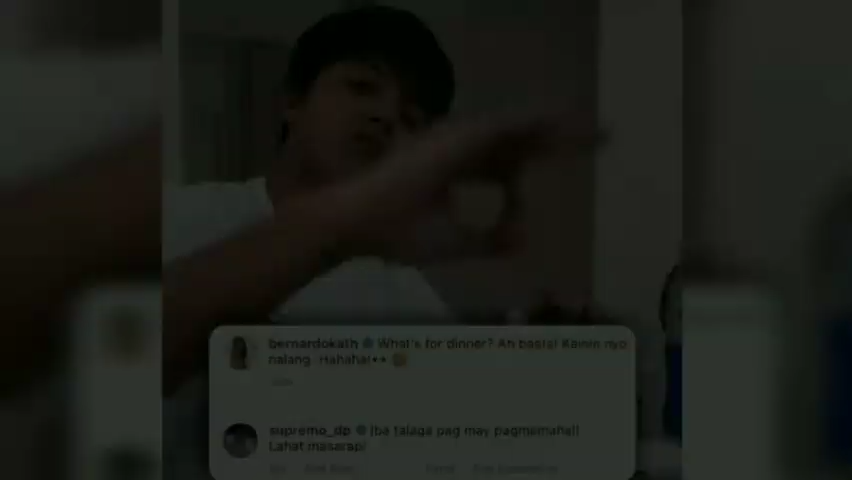 bernardokath What's for dinner? Ah basta! Kainin nyo
nalang. Hahaha!
supremo_dp Iba talaga pag may pagmamahal!
Lahat masarap!